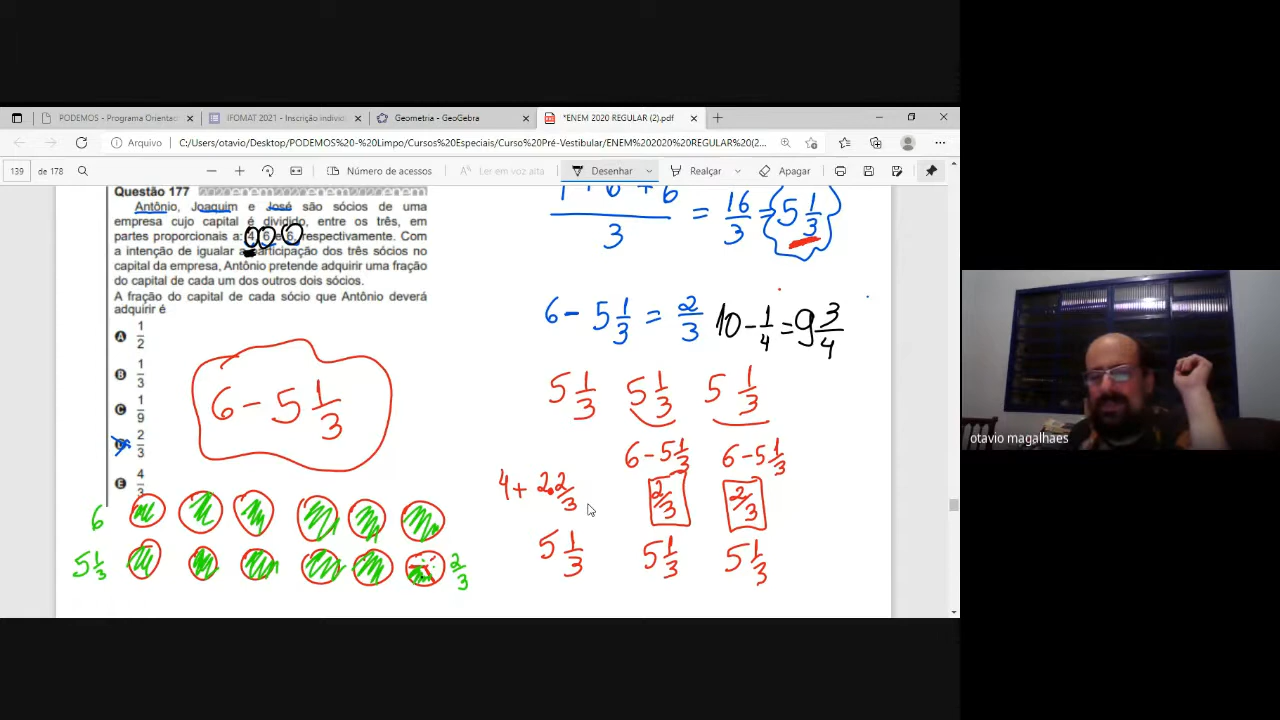 PODEMOS - Programa Orientad
IFOMAT 2021 - Inscrição individ
Geometria - GeoGebra
*ENEM 2020 REGULAR (2).pdf
Arquivo
C:/Users/otavio/Desktop/PODEMOS%20-%20Limpo/Cursos%20Especiais/Curso%20Pré-Vestibular/ENEM%202020%20REGULAR%20(2...
139 de 178
Número de acessos
Ler em voz alta
Desenhar
Realçar
Apagar
Questão 177
Antônio, Joaquim e José são sócios de uma
empresa cujo capital é dividido, entre os três, em
partes proporcionais a: 4, 6 e 6, respectivamente. Com
a intenção de igualar a participação dos três sócios no
capital da empresa, Antônio pretende adquirir uma fração
do capital de cada um dos outros dois sócios.
A fração do capital de cada sócio que Antônio deverá
adquirir é
A 1/2
B 1/3
C 1/9
2/3
E 4/3
6 - 5 1/3
6
5 1/3
2/3
+ 6 + 6 / 3 = 16/3 = 5 1/3
6 - 5 1/3 = 2/3
10 - 1/4 = 9 3/4
5 1/3 5 1/3 5 1/3
6 - 5 1/3 6 - 5 1/3
4 + 2.2/3 2/3 2/3
5 1/3 5 1/3 5 1/3
otavio magalhaes